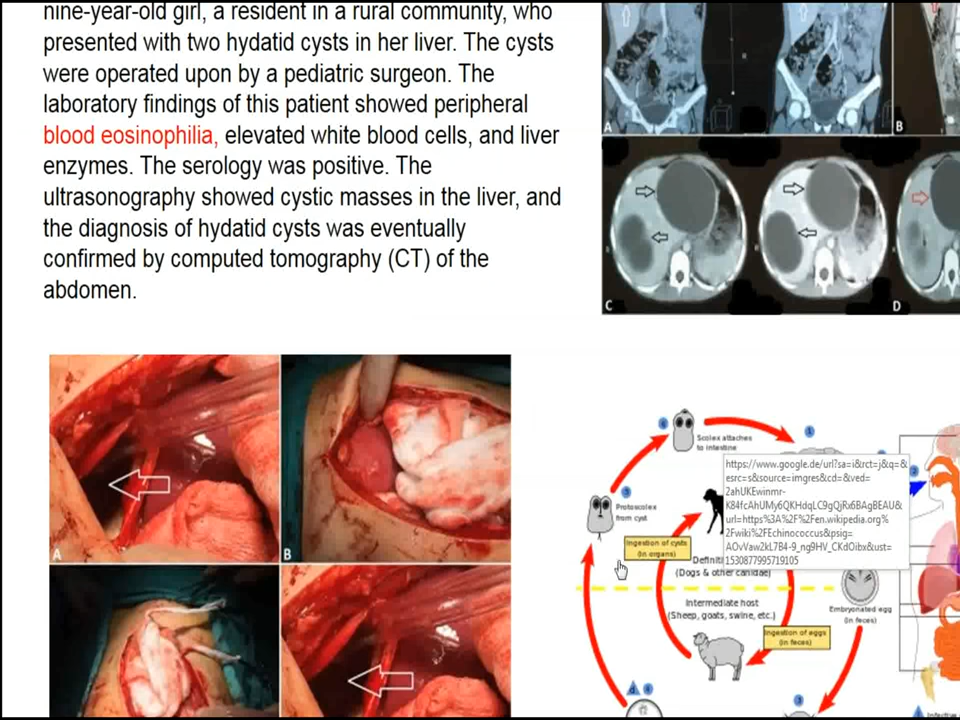 nine-year-old girl, a resident in a rural community, who
presented with two hydatid cysts in her liver. The cysts
were operated upon by a pediatric surgeon. The
laboratory findings of this patient showed peripheral
blood eosinophilia, elevated white blood cells, and liver
enzymes. The serology was positive. The
ultrasonography showed cystic masses in the liver, and
the diagnosis of hydatid cysts was eventually
confirmed by computed tomography (CT) of the
abdomen.
A
B
C
D
A
B
6
Scolex attaches
to intestine
1
5
Protoscolex
from cyst
Ingestion of cysts
(in organs)
https://www.google.de/url?sa=i&rct=j&q=&
esrc=s&source=imgres&cd=&ved=
2ahUKEwinmr-
K84fcAhUMy6QKHdqLC9gQjRx6BAgBEAU&
url=https%3A%2F%2Fen.wikipedia.org%
2Fwiki%2FEchinococcus&psig=
AOvVaw2kL7B4-9_ng9HV_CKdOibx&ust=
1530877995719105
(Dogs & other canidae)
Intermediate host
(Sheep, goats, swine, etc.)
Embryonated egg
(in feces)
Ingestion of eggs
(in feces)
d
4
3